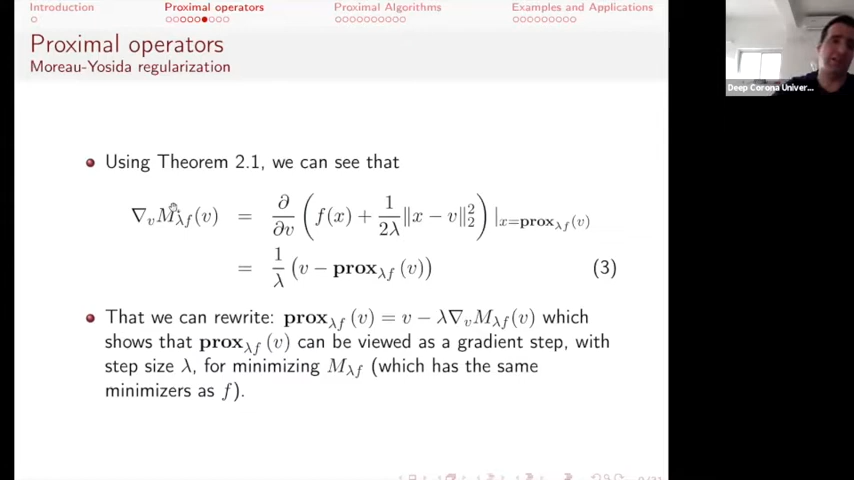 Introduction
Proximal operators
Proximal Algorithms
Examples and Applications
Proximal operators
Moreau-Yosida regularization
Using Theorem 2.1, we can see that
∇_v M_{λf}(v) = ∂/∂v ( f(x) + 1/(2λ) ‖x − v‖₂² ) |_{x=prox_{λf}(v)}
= 1/λ (v − prox_{λf} (v)) (3)
That we can rewrite: prox_{λf} (v) = v − λ∇_v M_{λf}(v) which
shows that prox_{λf} (v) can be viewed as a gradient step, with
step size λ, for minimizing M_{λf} (which has the same
minimizers as f).
Deep Corona Univer...